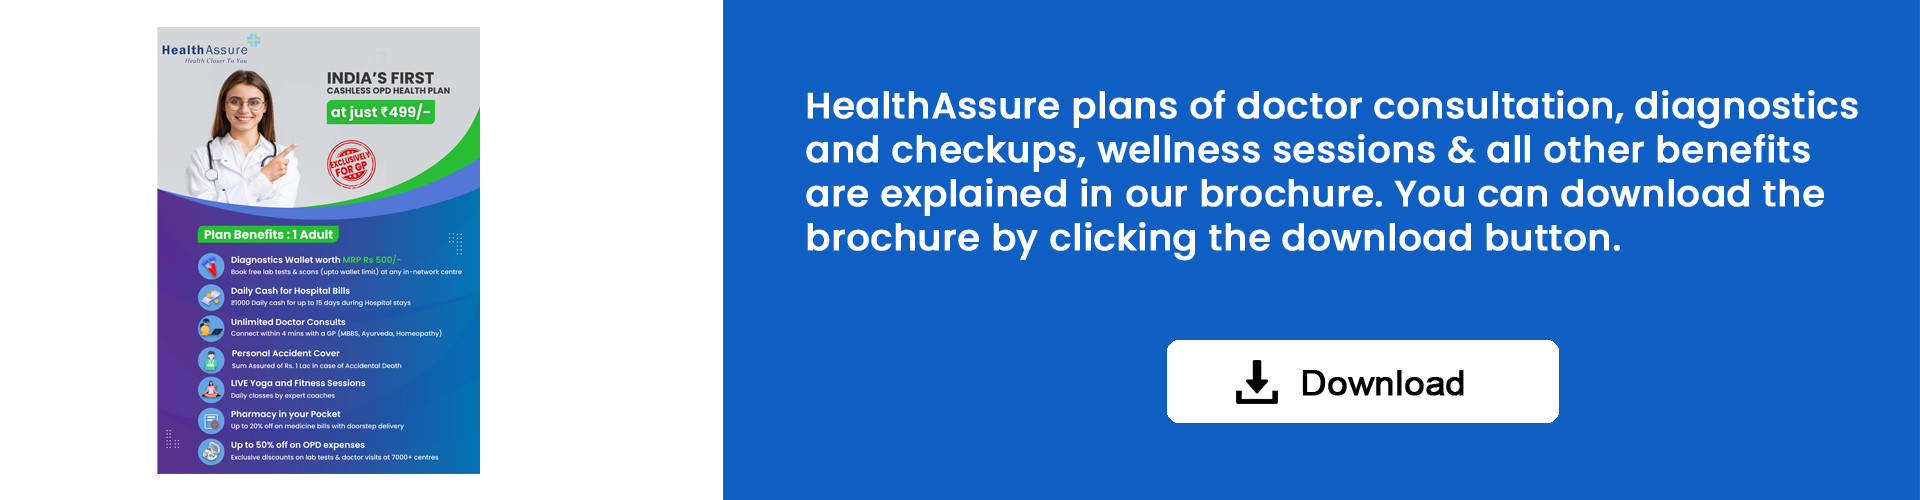 HealthAssure
Health Closer To You
INDIA'S FIRST
CASHLESS OPD HEALTH PLAN
at just ₹499/-
EXCLUSIVELY
FOR GP
Plan Benefits : 1 Adult
Diagnostics Wallet worth MRP Rs 500/-
Book free lab tests & scans (upto wallet limit) at any in-network centre
Daily Cash for Hospital Bills
₹1000 Daily cash for up to 15 days during Hospital stays
Unlimited Doctor Consults
Connect within 4 mins with a GP (MBBS, Ayurveda, Homeopathy)
Personal Accident Cover
Sum Assured of Rs. 1 Lac in case of Accidental Death
LIVE Yoga and Fitness Sessions
Daily classes by expert coaches
Pharmacy in your Pocket
Up to 20% off on medicine bills with doorstep delivery
Up to 50% off on OPD expenses
Exclusive discounts on lab tests & doctor visits at 7000+ centres
HealthAssure plans of doctor consultation, diagnostics
and checkups, wellness sessions & all other benefits
are explained in our brochure. You can download the
brochure by clicking the download button.
Download